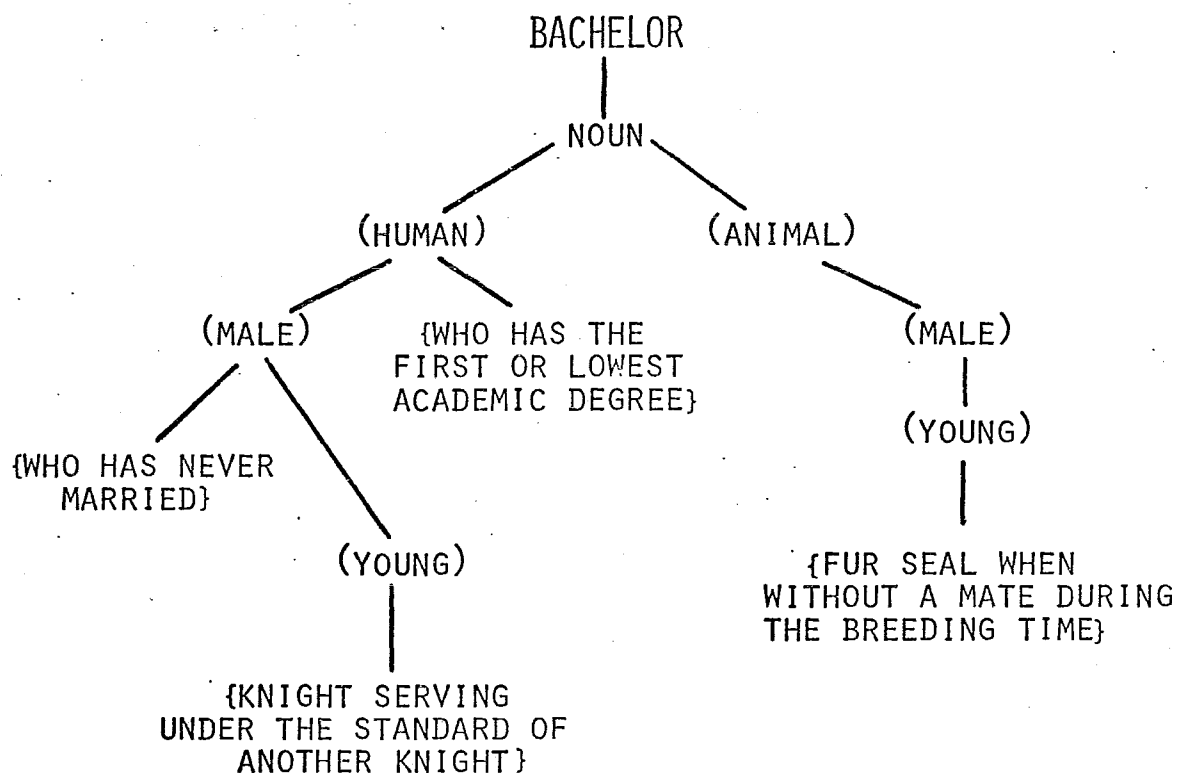 BACHELOR
NOUN
(HUMAN)
(ANIMAL)
(MALE)
{WHO HAS THE
FIRST OR LOWEST
ACADEMIC DEGREE}
(MALE)
(YOUNG)
{WHO HAS NEVER
MARRIED}
(YOUNG)
{FUR SEAL WHEN
WITHOUT A MATE DURING
THE BREEDING TIME}
{KNIGHT SERVING
UNDER THE STANDARD OF
ANOTHER KNIGHT}